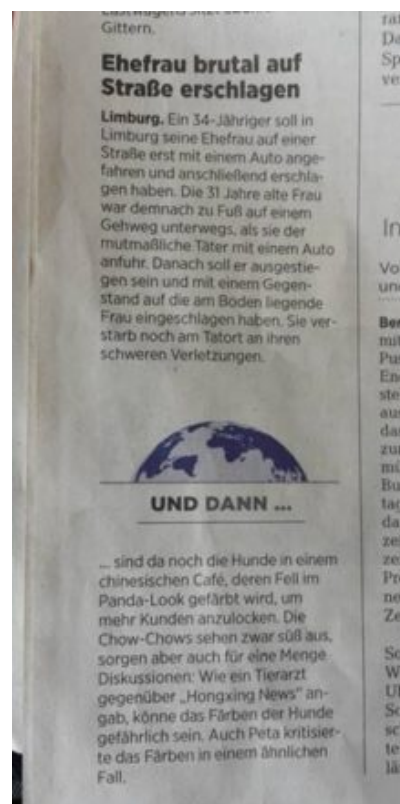 Gittern.
Ehefrau brutal auf
Straße erschlagen
Limburg. Ein 34-Jähriger soll in
Limburg seine Ehefrau auf einer
Straße erst mit einem Auto ange-
fahren und anschließend erschla-
gen haben. Die 31 Jahre alte Frau
war demnach zu Fuß auf einem
Gehweg unterwegs, als sie der
mutmaßliche Täter mit einem Auto
anfuhr. Danach soll er ausgestie-
gen sein und mit einem Gegen-
stand auf die am Boden liegende
Frau eingeschlagen haben. Sie ver-
starb noch am Tatort an ihren
schweren Verletzungen.
UND DANN ...
... sind da noch die Hunde in einem
chinesischen Café, deren Fell im
Panda-Look gefärbt wird, um
mehr Kunden anzulocken. Die
Chow-Chows sehen zwar süß aus,
sorgen aber auch für eine Menge
Diskussionen: Wie ein Tierarzt
gegenüber „Hongxing News" an-
gab, könne das Färben der Hunde
gefährlich sein. Auch Peta kritisier-
te das Färben in einem ähnlichen
Fall.